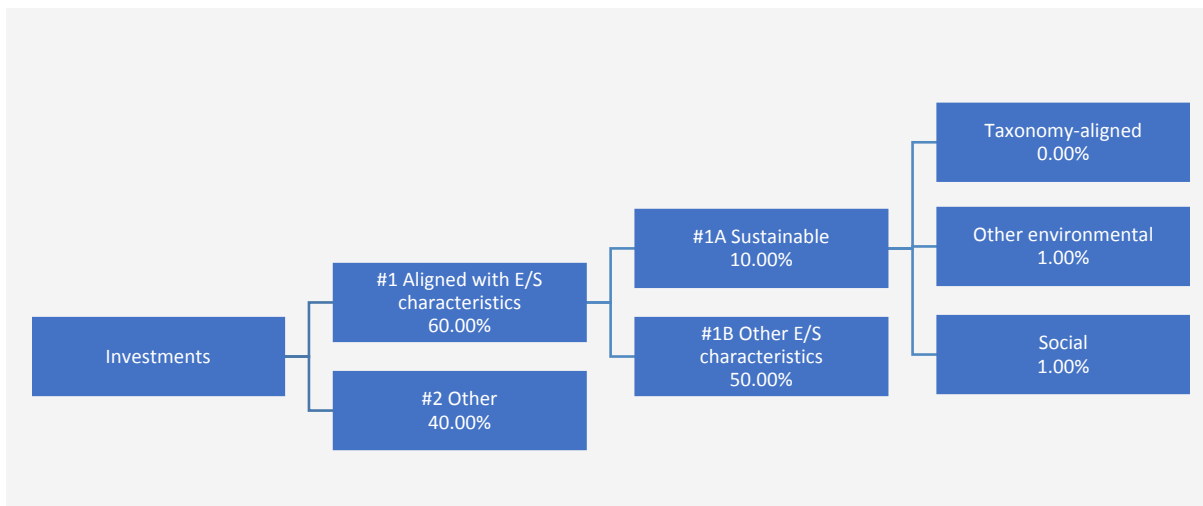 Investments
#1 Aligned with E/S
characteristics
60.00%
#2 Other
40.00%
#1A Sustainable
10.00%
#1B Other E/S
characteristics
50.00%
Taxonomy-aligned
0.00%
Other environmental
1.00%
Social
1.00%